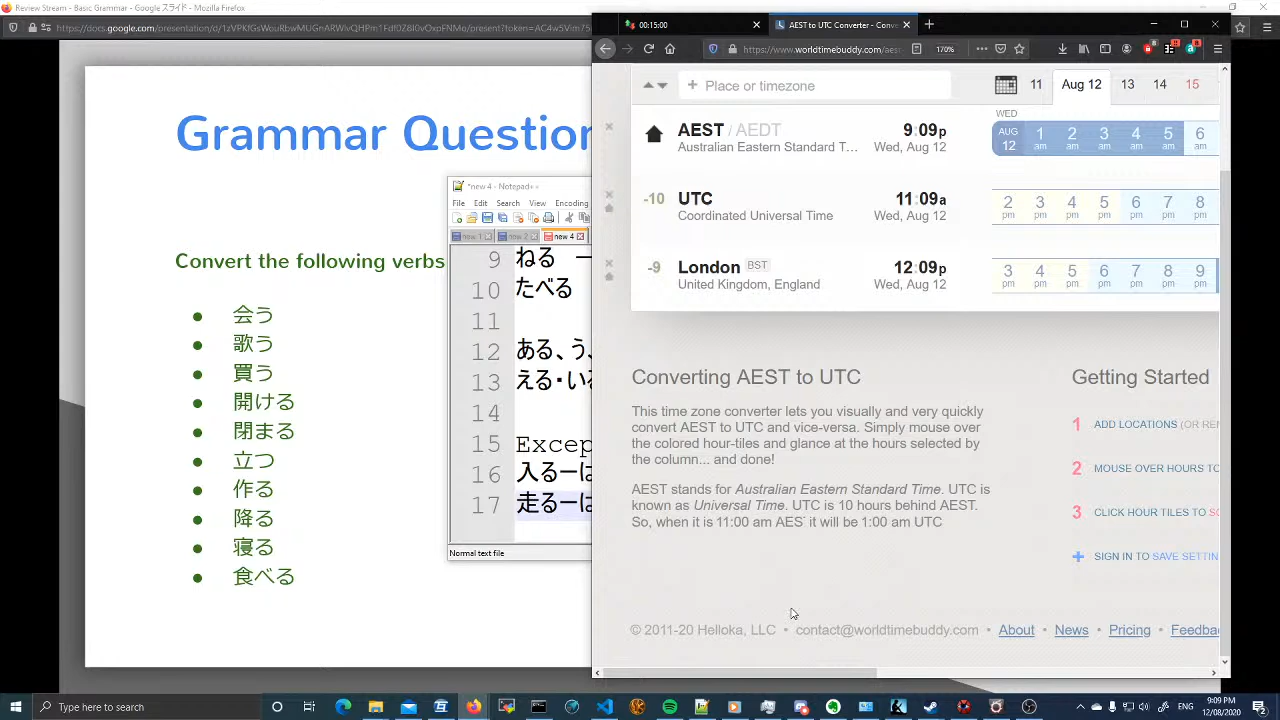 Review Stream - Basic Grammar - Google スライド - Mozilla Firefox
00:15:00
AEST to UTC Converter - Conve
170%
Grammar Question
Convert the following verbs
会う
歌う
買う
開ける
閉まる
立つ
作る
降る
寝る
食べる
*new 4 - Notepad++
File Edit Search View Encoding
new 1 new 2 new 4
9 ねる
10 たべる
11
12 ある、う、
13 える・いる
14
15 Excep
16 入るーは
17 走るーは
Normal text file
Place or timezone
11 Aug 12 13 14 15
WED
AEST / AEDT 9:09p
Australian Eastern Standard T… Wed, Aug 12
AUG 12 1 am 2 am 3 am 4 am 5 am 6 am
-10 UTC 11:09a
Coordinated Universal Time Wed, Aug 12
2 pm 3 pm 4 pm 5 pm 6 pm 7 pm 8 pm
-9 London BST 12:09p
United Kingdom, England Wed, Aug 12
3 pm 4 pm 5 pm 6 pm 7 pm 8 pm 9 pm
Converting AEST to UTC
This time zone converter lets you visually and very quickly
convert AEST to UTC and vice-versa. Simply mouse over
the colored hour-tiles and glance at the hours selected by
the column... and done!
AEST stands for Australian Eastern Standard Time. UTC is
known as Universal Time. UTC is 10 hours behind AEST.
So, when it is 11:00 am AEST it will be 1:00 am UTC
Getting Started
1 ADD LOCATIONS (OR REM
2 MOUSE OVER HOURS TO
3 CLICK HOUR TILES TO SC
SIGN IN TO SAVE SETTIN
© 2011-20 Helloka, LLC • contact@worldtimebuddy.com • About • News • Pricing • Feedba
Type here to search
ENG
9:09 PM
12/08/2020